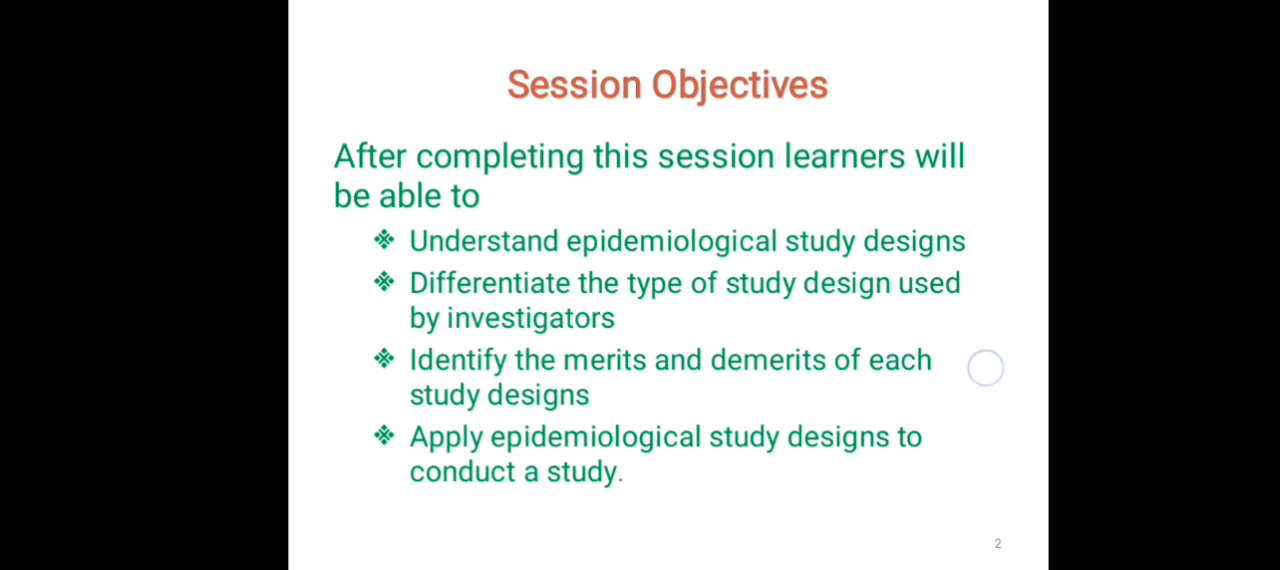 Session Objectives
After completing this session learners will
be able to
❖ Understand epidemiological study designs
❖ Differentiate the type of study design used
by investigators
❖ Identify the merits and demerits of each
study designs
❖ Apply epidemiological study designs to
conduct a study.
2